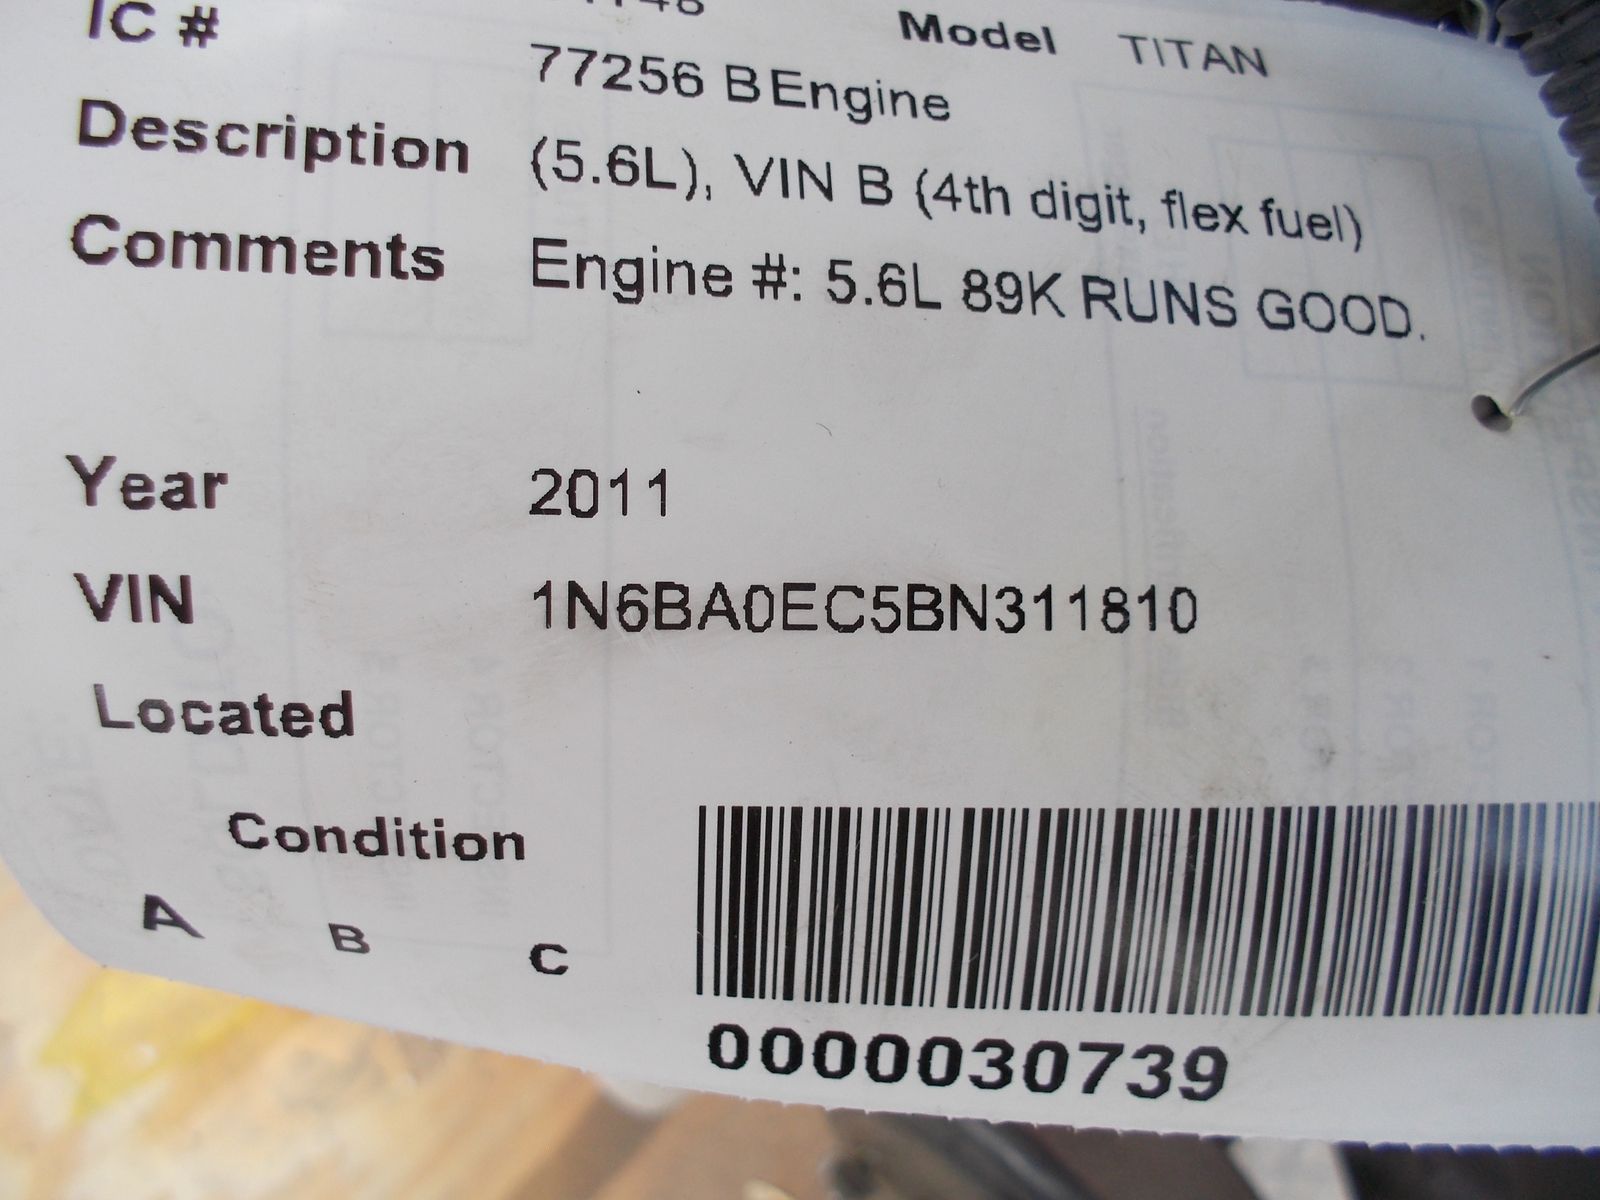 Model TITAN
IC # 77256 B Engine
Description (5.6L), VIN B (4th digit, flex fuel)
Comments Engine #: 5.6L 89K RUNS GOOD.
Year 2011
VIN 1N6BA0EC5BN311810
Located
Condition
A B C
0000030739